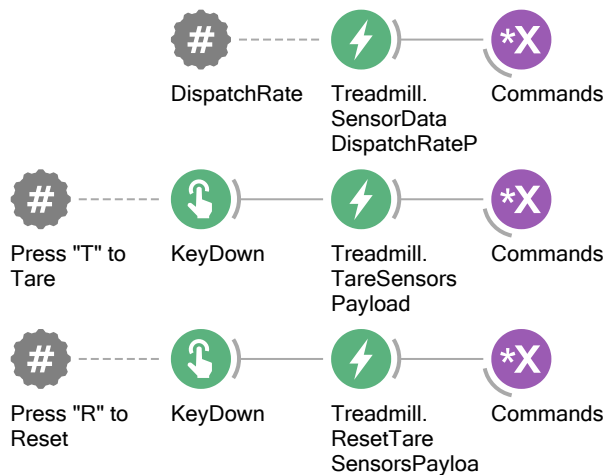 # *X
DispatchRate Treadmill. Commands
SensorData
DispatchRateP
# *X
Press "T" to KeyDown Treadmill. Commands
Tare TareSensors
Payload
# *X
Press "R" to KeyDown Treadmill. Commands
Reset ResetTare
SensorsPayloa